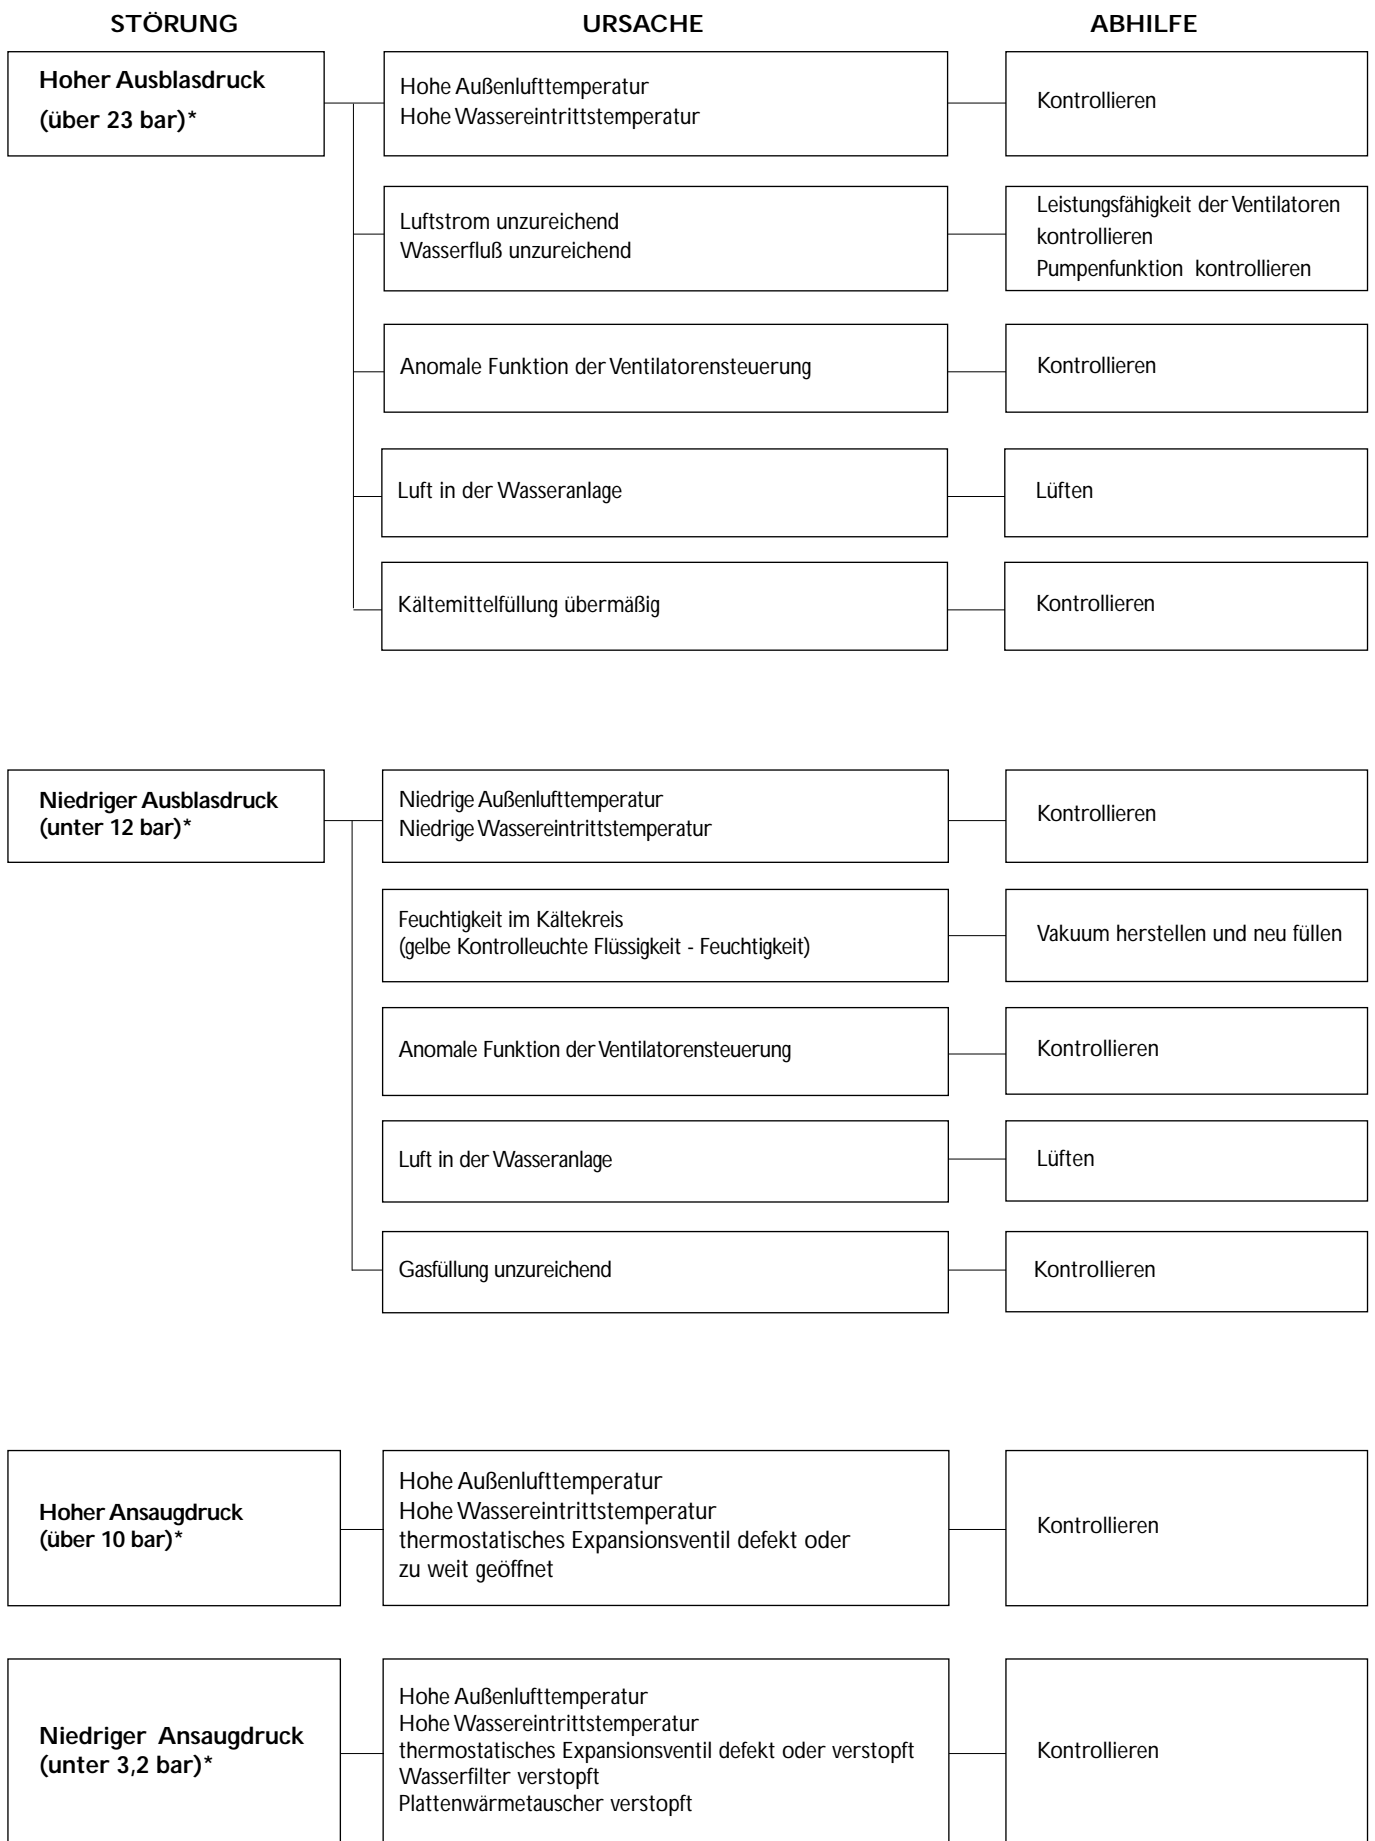 STÖRUNG URSACHE ABHILFE
Hoher Ausblasdruck
(über 23 bar)*
Hohe Außenlufttemperatur
Hohe Wassereintrittstemperatur
Kontrollieren
Luftstrom unzureichend
Wasserfluß unzureichend
Leistungsfähigkeit der Ventilatoren
kontrollieren
Pumpenfunktion kontrollieren
Anomale Funktion der Ventilatorensteuerung
Kontrollieren
Luft in der Wasseranlage
Lüften
Kältemittelfüllung übermäßig
Kontrollieren
Niedriger Ausblasdruck
(unter 12 bar)*
Niedrige Außenlufttemperatur
Niedrige Wassereintrittstemperatur
Kontrollieren
Feuchtigkeit im Kältekreis
(gelbe Kontrolleuchte Flüssigkeit - Feuchtigkeit)
Vakuum herstellen und neu füllen
Anomale Funktion der Ventilatorensteuerung
Kontrollieren
Luft in der Wasseranlage
Lüften
Gasfüllung unzureichend
Kontrollieren
Hoher Ansaugdruck
(über 10 bar)*
Hohe Außenlufttemperatur
Hohe Wassereintrittstemperatur
thermostatisches Expansionsventil defekt oder
zu weit geöffnet
Kontrollieren
Niedriger Ansaugdruck
(unter 3,2 bar)*
Hohe Außenlufttemperatur
Hohe Wassereintrittstemperatur
thermostatisches Expansionsventil defekt oder verstopft
Wasserfilter verstopft
Plattenwärmetauscher verstopft
Kontrollieren